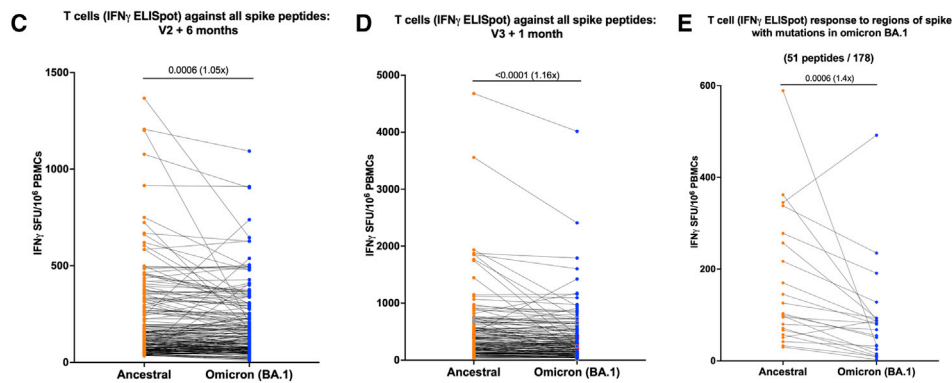 C
T cells (IFNγ ELISpot) against all spike peptides:
V2 + 6 months
0.0006 (1.05x)
IFNγ SFU/10⁶ PBMCs
1500
1000
500
0
Ancestral Omicron (BA.1)
D
T cells (IFNγ ELISpot) against all spike peptides:
V3 + 1 month
<0.0001 (1.16x)
IFNγ SFU/10⁶ PBMCs
5000
4000
3000
2000
1000
0
Ancestral Omicron (BA.1)
E
T cell (IFNγ ELISpot) response to regions of spike
with mutations in omicron BA.1
(51 peptides / 178)
0.0006 (1.4x)
IFNγ SFU/10⁶ PBMCs
600
400
200
0
Ancestral Omicron (BA.1)